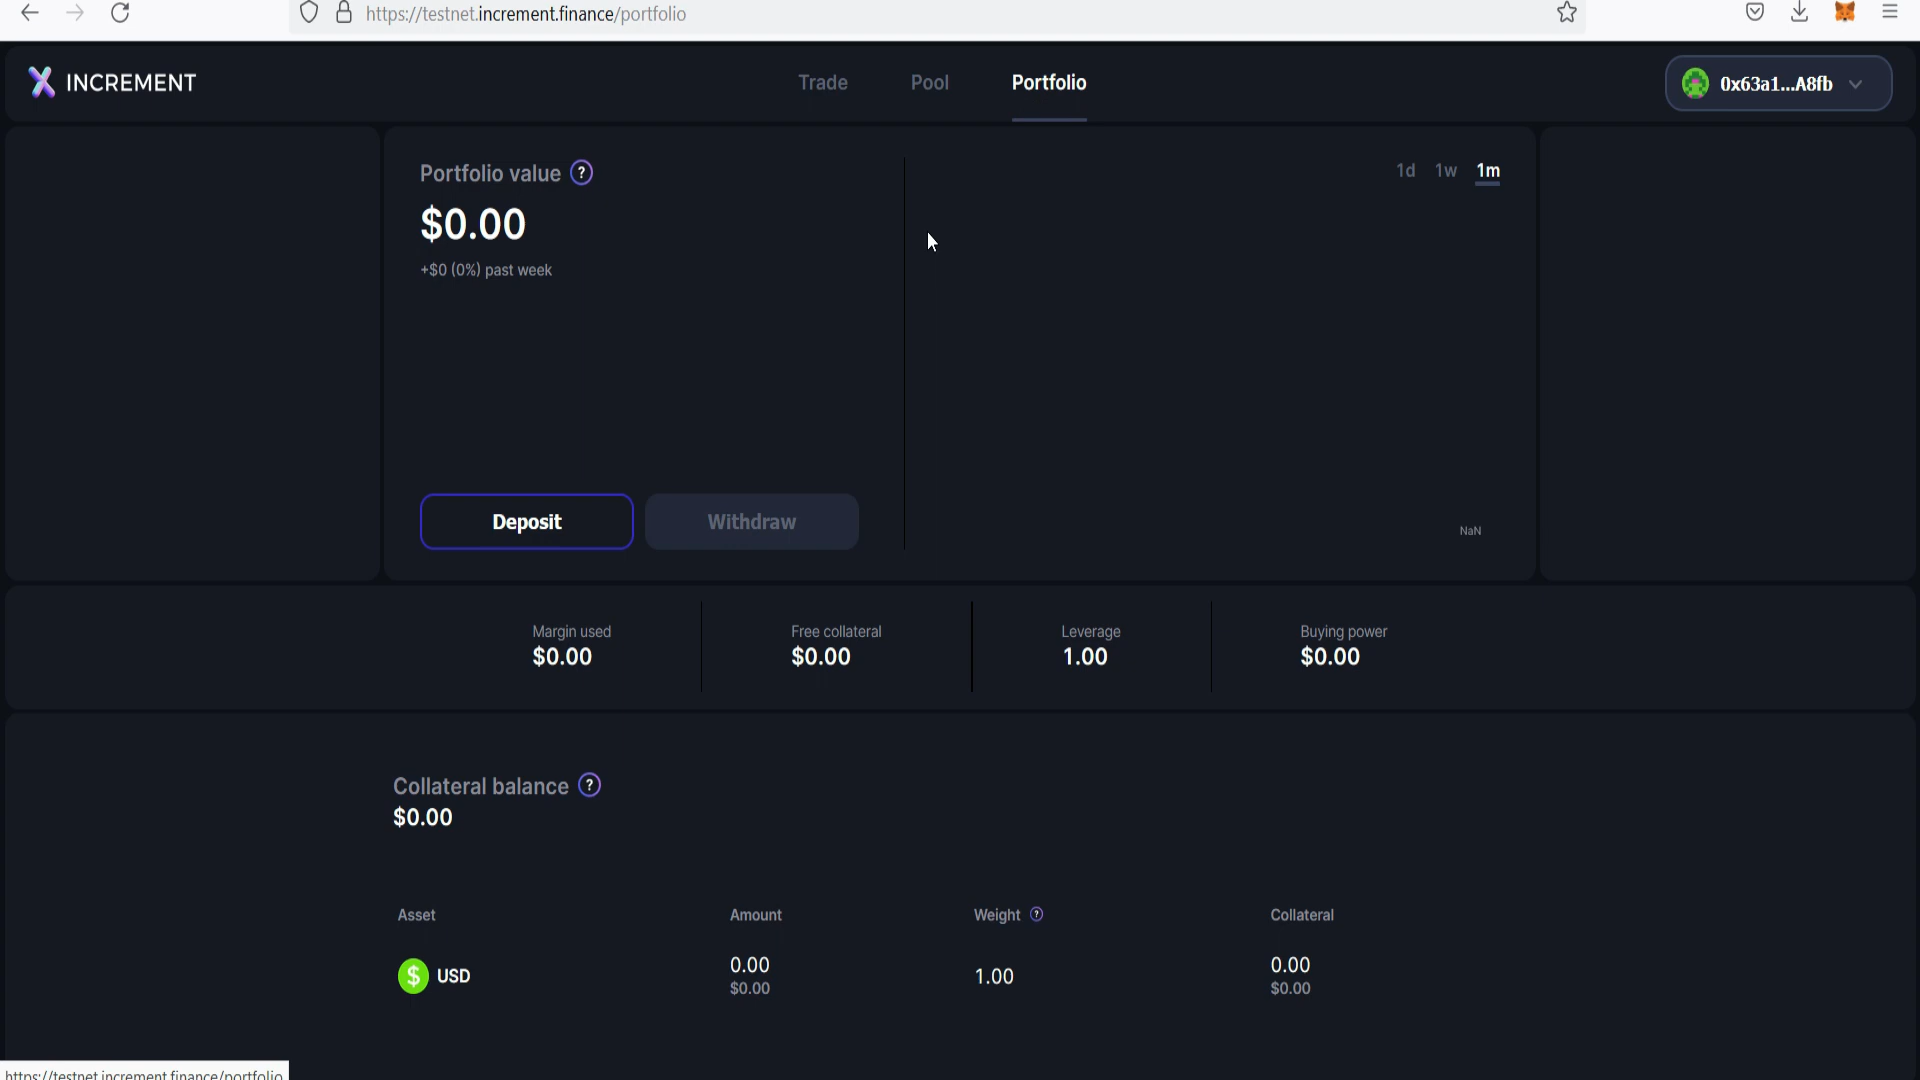 https://testnet.increment.finance/portfolio
INCREMENT
Trade
Pool
Portfolio
0x63a1...A8fb
Portfolio value ?
$0.00
+$0 (0%) past week
1d 1w 1m
Deposit
Withdraw
NaN
Margin used
$0.00
Free collateral
$0.00
Leverage
1.00
Buying power
$0.00
Collateral balance ?
$0.00
Asset
Amount
Weight ?
Collateral
$ USD
0.00
$0.00
1.00
0.00
$0.00
https://testnet.increment.finance/portfolio